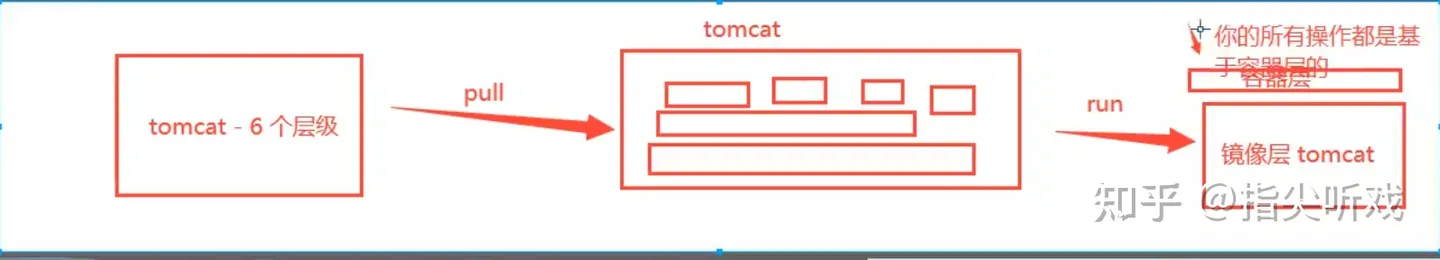 tomcat
你的所有操作都是基
于容器层的
容器层
pull
run
tomcat - 6 个层级
镜像层 tomcat
知乎 @指尖听戏